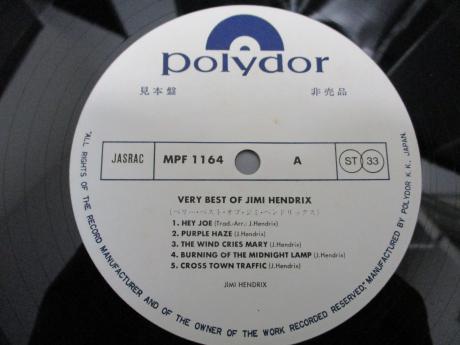 polydor
見本盤 非売品
JASRAC MPF 1164 A ST 33
VERY BEST OF JIMI HENDRIX
(ベリー・ベスト・オブ・ジミ・ヘンドリックス)
1. HEY JOE (Trad.-Arr.: J.Hendrix)
2. PURPLE HAZE (J.Hendrix)
3. THE WIND CRIES MARY (J.Hendrix)
4. BURNING OF THE MIDNIGHT LAMP (J.Hendrix)
5. CROSS TOWN TRAFFIC (J.Hendrix)
JIMI HENDRIX
"ALL RIGHTS OF THE RECORD MANUFACTURER AND OF THE OWNER OF THE WORK RECORDED RESERVED." MANUFACTURED BY POLYDOR K.K. JAPAN.